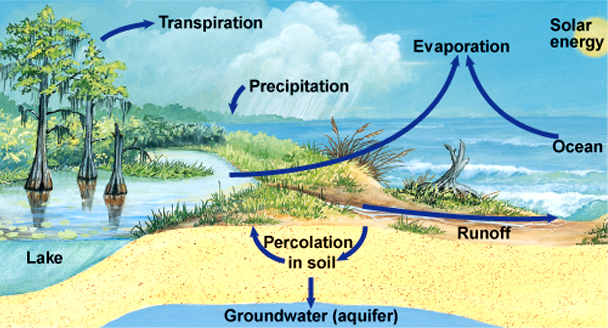 Transpiration
Solar
energy
Evaporation
Precipitation
Ocean
Runoff
Percolation
in soil
Lake
Groundwater (aquifer)